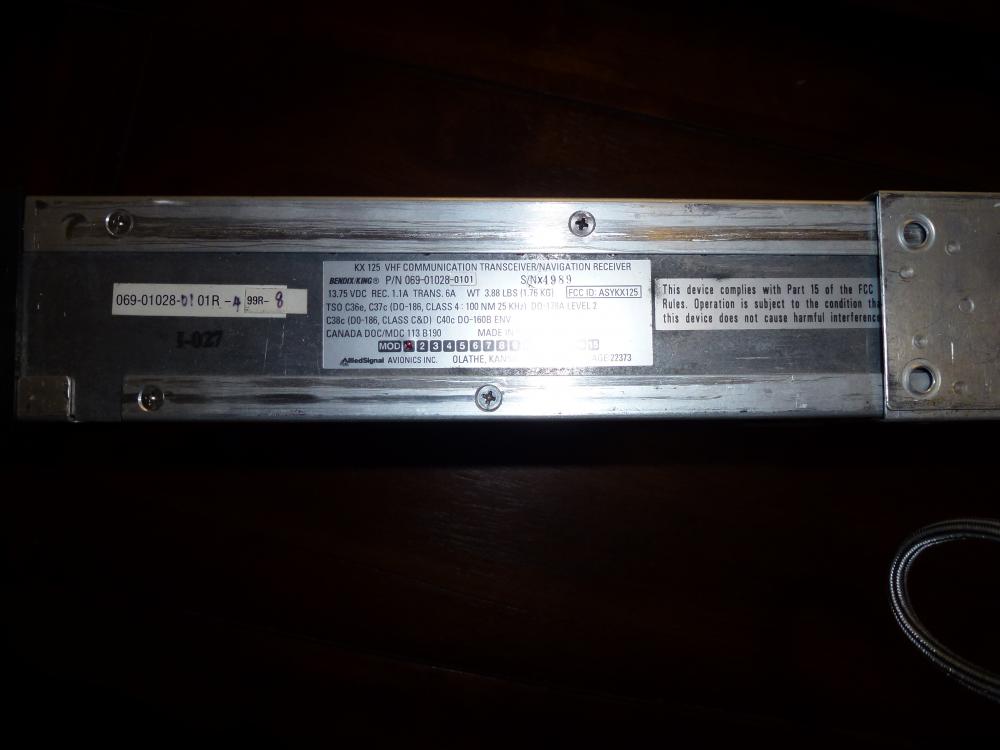 069-01028-0101R-4 99R-8
I-027
KX 125 VHF COMMUNICATION TRANSCEIVER/NAVIGATION RECEIVER
BENDIX/KING® P/N 069-01028-0101 S/N X4989
13.75 VDC REC. 1.1A TRANS. 6A WT 3.88 LBS (1.76 KG) FCC ID: ASYKX125
TSO C36e, C37c (DO-186, CLASS 4 : 100 NM 25 KHz) DO-178A LEVEL 2.
C38c (DO-186, CLASS C&D) C40c DO-160B ENV
CANADA DOC/MDC 113 B190 MADE IN
MOD 2 3 4 5 6 7 8 9 15
AlliedSignal AVIONICS INC. OLATHE, KANS 22373
This device complies with Part 15 of the FCC
Rules. Operation is subject to the condition tha
this device does not cause harmful interference